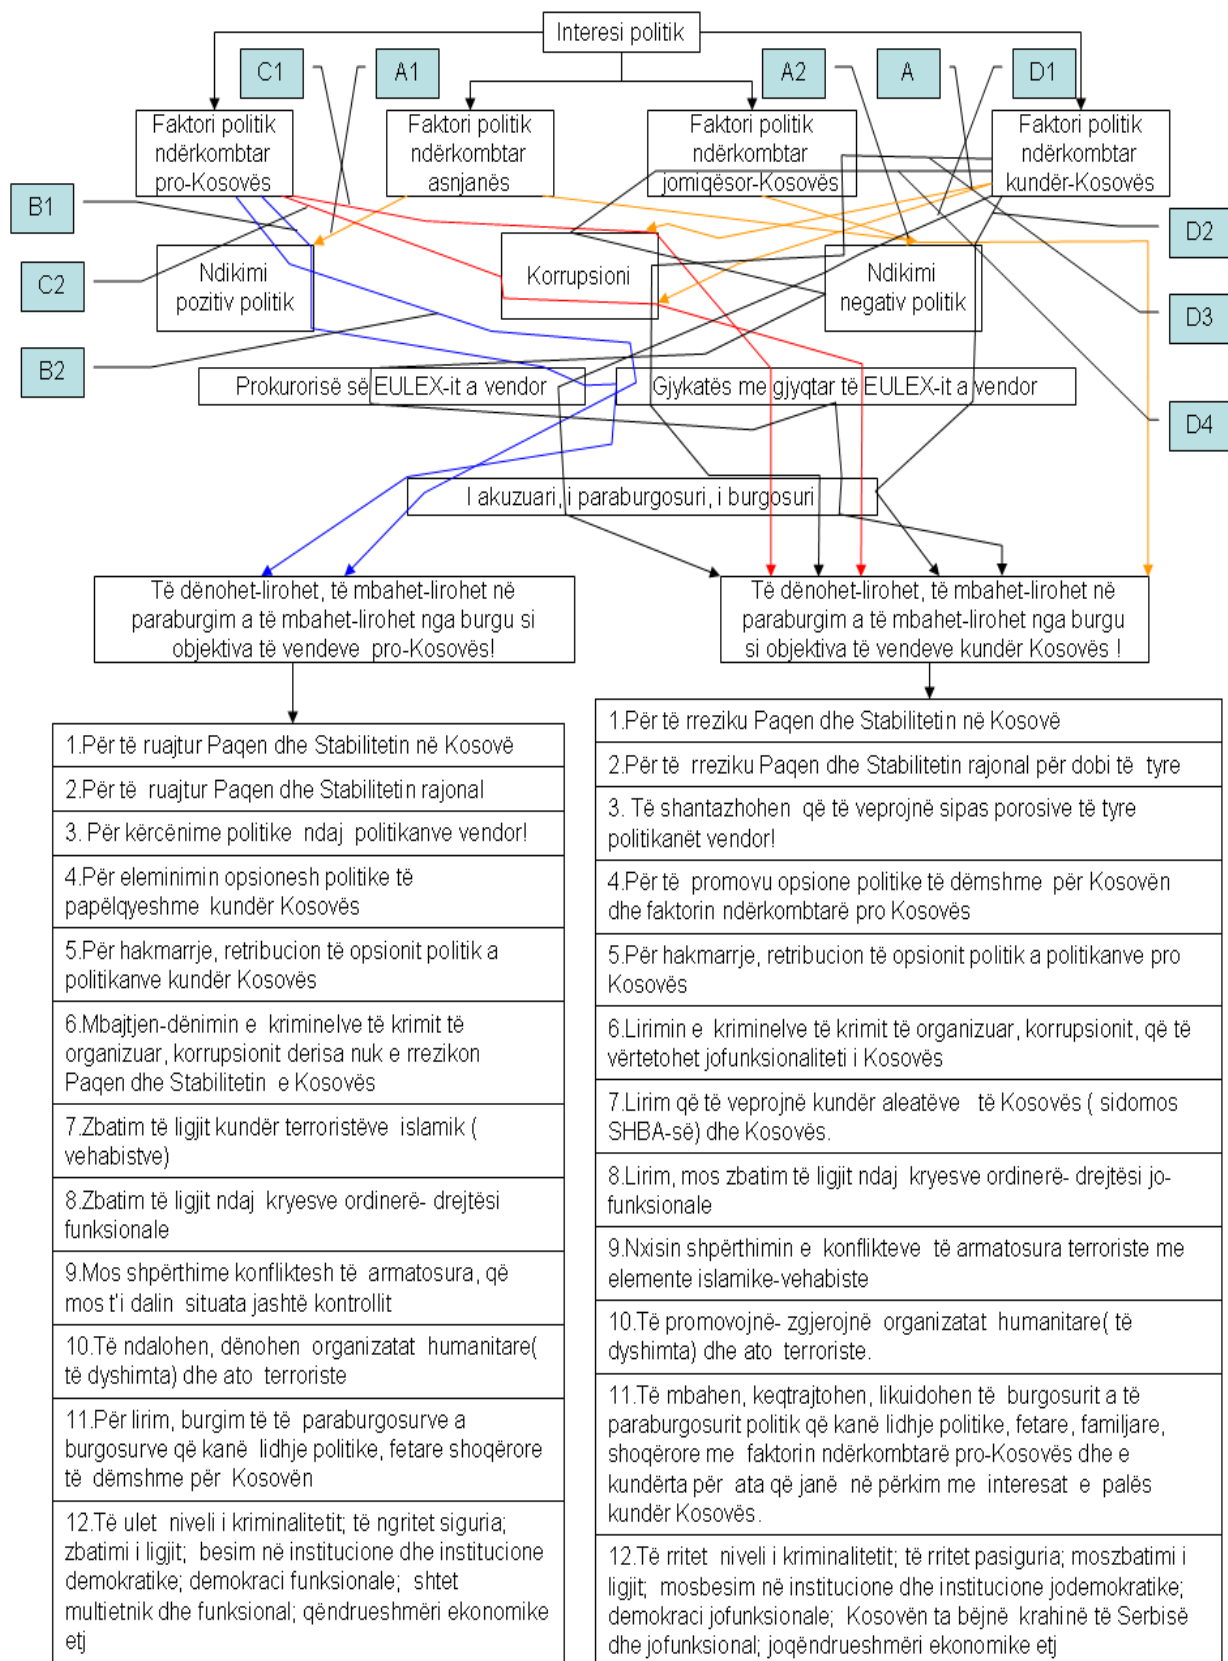 Interesi politik
C1
A1
A2
A
D1
Faktori politik
ndërkombtar
pro-Kosovës
Faktori politik
ndërkombtar
asnjanës
Faktori politik
ndërkombtar
jomiqësor-Kosovës
Faktori politik
ndërkombtar
kundër-Kosovës
B1
D2
C2
Ndikimi
pozitiv politik
Korrupsioni
Ndikimi
negativ politik
D3
B2
Prokurorisë së EULEX-it a vendor
Gjykatës me gjyqtar të EULEX-it a vendor
D4
I akuzuari, i paraburgosuri, i burgosuri
Të dënohet-lirohet, të mbahet-lirohet në
paraburgim a të mbahet-lirohet nga burgu si
objektiva të vendeve pro-Kosovës!
Të dënohet-lirohet, të mbahet-lirohet në
paraburgim a të mbahet-lirohet nga burgu
si objektiva të vendeve kundër Kosovës !
1.Për të ruajtur Paqen dhe Stabilitetin në Kosovë
2.Për të ruajtur Paqen dhe Stabilitetin rajonal
3. Për kërcënime politike ndaj politikanve vendor!
4.Për eleminimin opsionesh politike të
papëlqyeshme kundër Kosovës
5.Për hakmarrje, retribucion të opsionit politik a
politikanve kundër Kosovës
6.Mbajtjen-dënimin e kriminelve të krimit të
organizuar, korrupsionit derisa nuk e rrezikon
Paqen dhe Stabilitetin e Kosovës
7.Zbatim të ligjit kundër terroristëve islamik (
vehabistve)
8.Zbatim të ligjit ndaj kryesve ordinerë- drejtësi
funksionale
9.Mos shpërthime konfliktesh të armatosura, që
mos t'i dalin situata jashtë kontrollit
10.Të ndalohen, dënohen organizatat humanitare(
të dyshimta) dhe ato terroriste
11.Për lirim, burgim të të paraburgosurve a
burgosurve që kanë lidhje politike, fetare shoqërore
të dëmshme për Kosovën
12.Të ulet niveli i kriminalitetit; të ngritet siguria;
zbatimi i ligjit; besim në institucione dhe institucione
demokratike; demokraci funksionale; shtet
multietnik dhe funksional; qëndrueshmëri ekonomike
etj
1.Për të rreziku Paqen dhe Stabilitetin në Kosovë
2.Për të rreziku Paqen dhe Stabilitetin rajonal për dobi të tyre
3. Të shantazhohen që të veprojnë sipas porosive të tyre
politikanët vendor!
4.Për të promovu opsione politike të dëmshme për Kosovën
dhe faktorin ndërkombtarë pro Kosovës
5.Për hakmarrje, retribucion të opsionit politik a politikanve pro
Kosovës
6.Lirimin e kriminelve të krimit të organizuar, korrupsionit, që të
vërtetohet jofunksionaliteti i Kosovës
7.Lirim që të veprojnë kundër aleatëve të Kosovës ( sidomos
SHBA-së) dhe Kosovës.
8.Lirim, mos zbatim të ligjit ndaj kryesve ordinerë- drejtësi jo-
funksionale
9.Nxisin shpërthimin e konflikteve të armatosura terroriste me
elemente islamike-vehabiste
10.Të promovojnë- zgjerojnë organizatat humanitare( të
dyshimta) dhe ato terroriste.
11.Të mbahen, keqtrajtohen, likuidohen të burgosurit a të
paraburgosurit politik që kanë lidhje politike, fetare, familjare,
shoqërore me faktorin ndërkombtarë pro-Kosovës dhe e
kundërta për ata që janë në përkim me interesat e palës
kundër Kosovës.
12.Të rritet niveli i kriminalitetit; të rritet pasiguria; moszbatimi i
ligjit; mosbesim në institucione dhe institucione jodemokratike;
demokraci jofunksionale; Kosovën ta bëjnë krahinë të Serbisë
dhe jofunksional; joqëndrueshmëri ekonomike etj